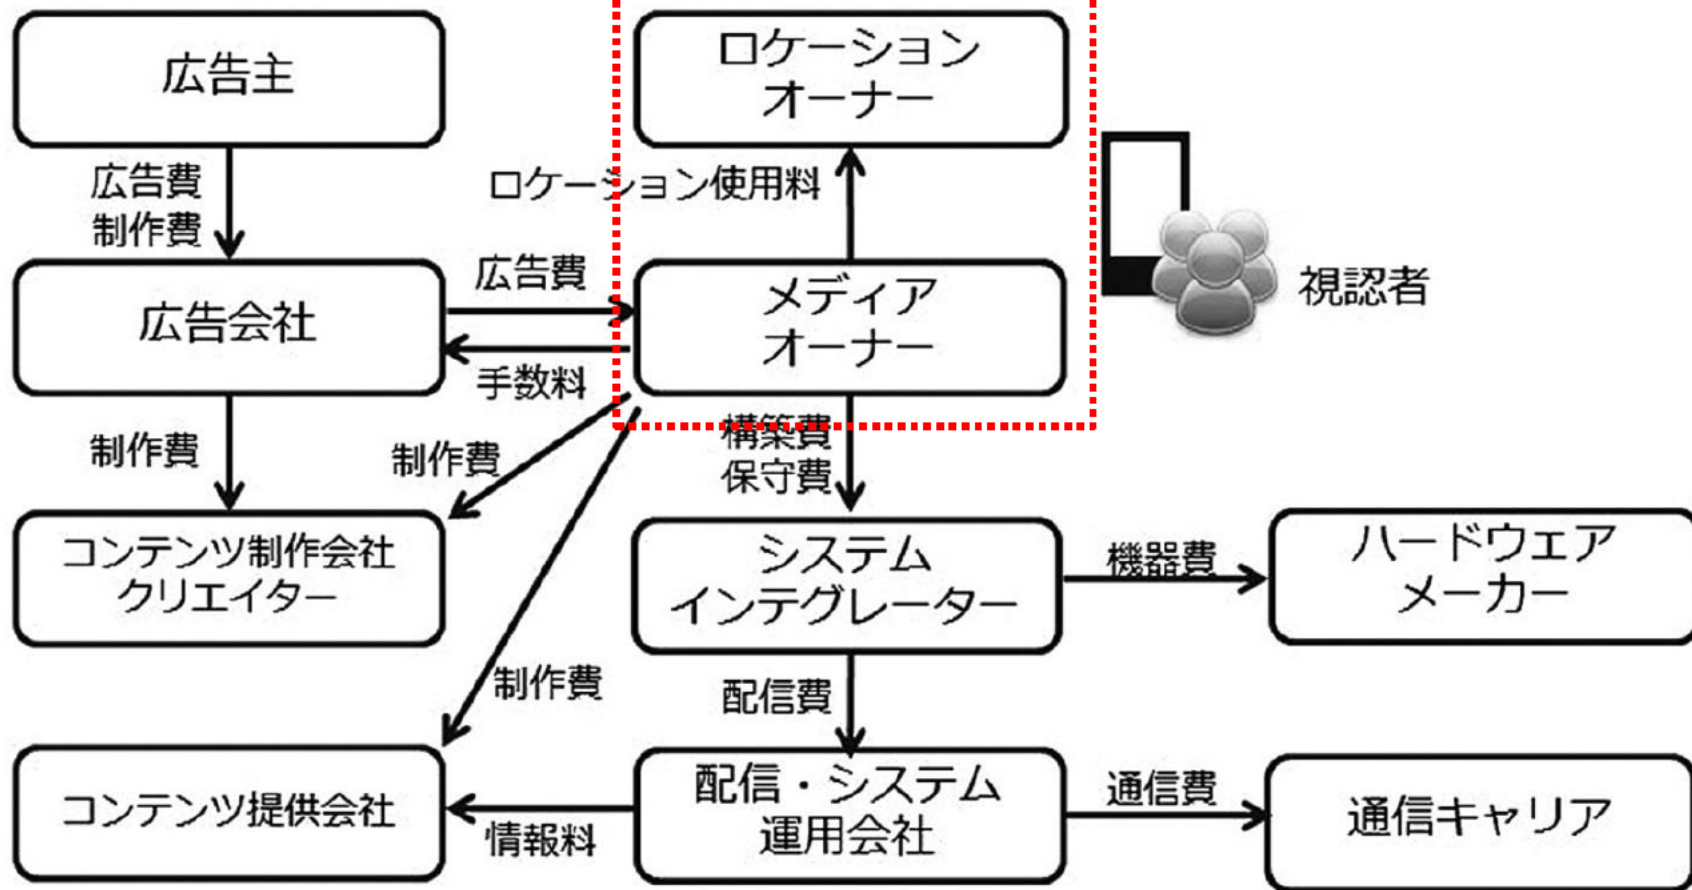 広告主
ロケーション
オーナー
広告費
制作費
ロケーション使用料
広告会社
広告費
手数料
メディア
オーナー
視認者
制作費
制作費
構築費
保守費
コンテンツ制作会社
クリエイター
システム
インテグレーター
機器費
ハードウェア
メーカー
制作費
配信費
コンテンツ提供会社
情報料
配信・システム
運用会社
通信費
通信キャリア